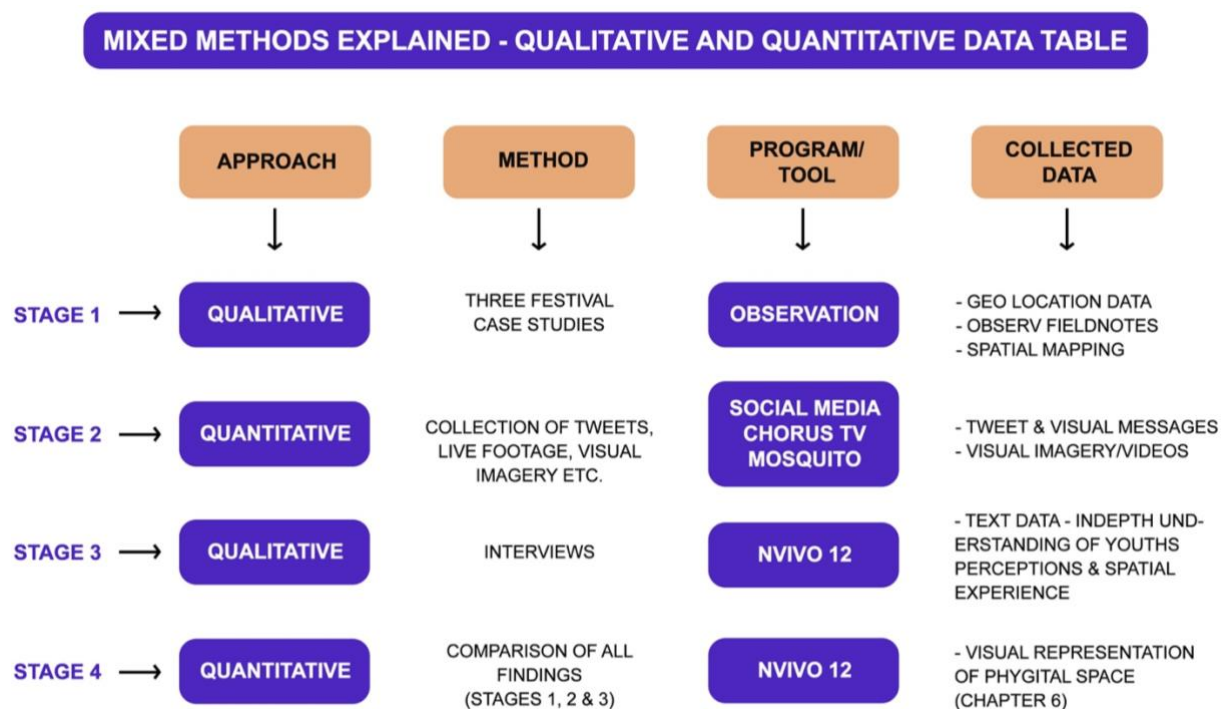 MIXED METHODS EXPLAINED - QUALITATIVE AND QUANTITATIVE DATA TABLE
APPROACH
METHOD
PROGRAM/
TOOL
COLLECTED
DATA
STAGE 1
QUALITATIVE
THREE FESTIVAL
CASE STUDIES
OBSERVATION
- GEO LOCATION DATA
- OBSERV FIELDNOTES
- SPATIAL MAPPING
STAGE 2
QUANTITATIVE
COLLECTION OF TWEETS,
LIVE FOOTAGE, VISUAL
IMAGERY ETC.
SOCIAL MEDIA
CHORUS TV
MOSQUITO
- TWEET & VISUAL MESSAGES
- VISUAL IMAGERY/VIDEOS
STAGE 3
QUALITATIVE
INTERVIEWS
NVIVO 12
- TEXT DATA - INDEPTH UND-
ERSTANDING OF YOUTHS
PERCEPTIONS & SPATIAL
EXPERIENCE
STAGE 4
QUANTITATIVE
COMPARISON OF ALL
FINDINGS
(STAGES 1, 2 & 3)
NVIVO 12
- VISUAL REPRESENTATION
OF PHYGITAL SPACE
(CHAPTER 6)